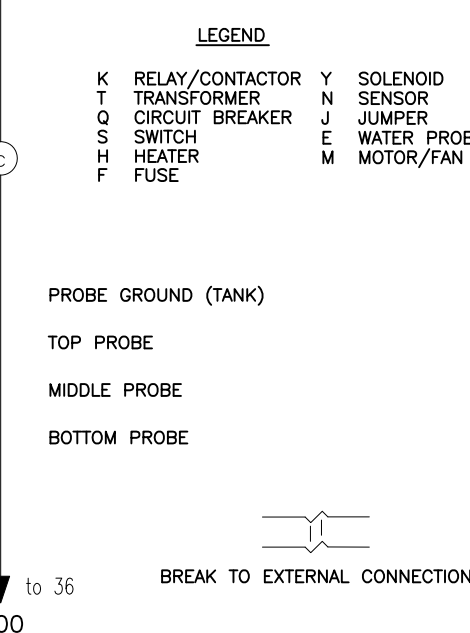 LEGEND
K RELAY/CONTACTOR Y SOLENOID
T TRANSFORMER N SENSOR
Q CIRCUIT BREAKER J JUMPER
S SWITCH E WATER PROBE
H HEATER M MOTOR/FAN
F FUSE
C
PROBE GROUND (TANK)
TOP PROBE
MIDDLE PROBE
BOTTOM PROBE
BREAK TO EXTERNAL CONNECTION
to 36
00